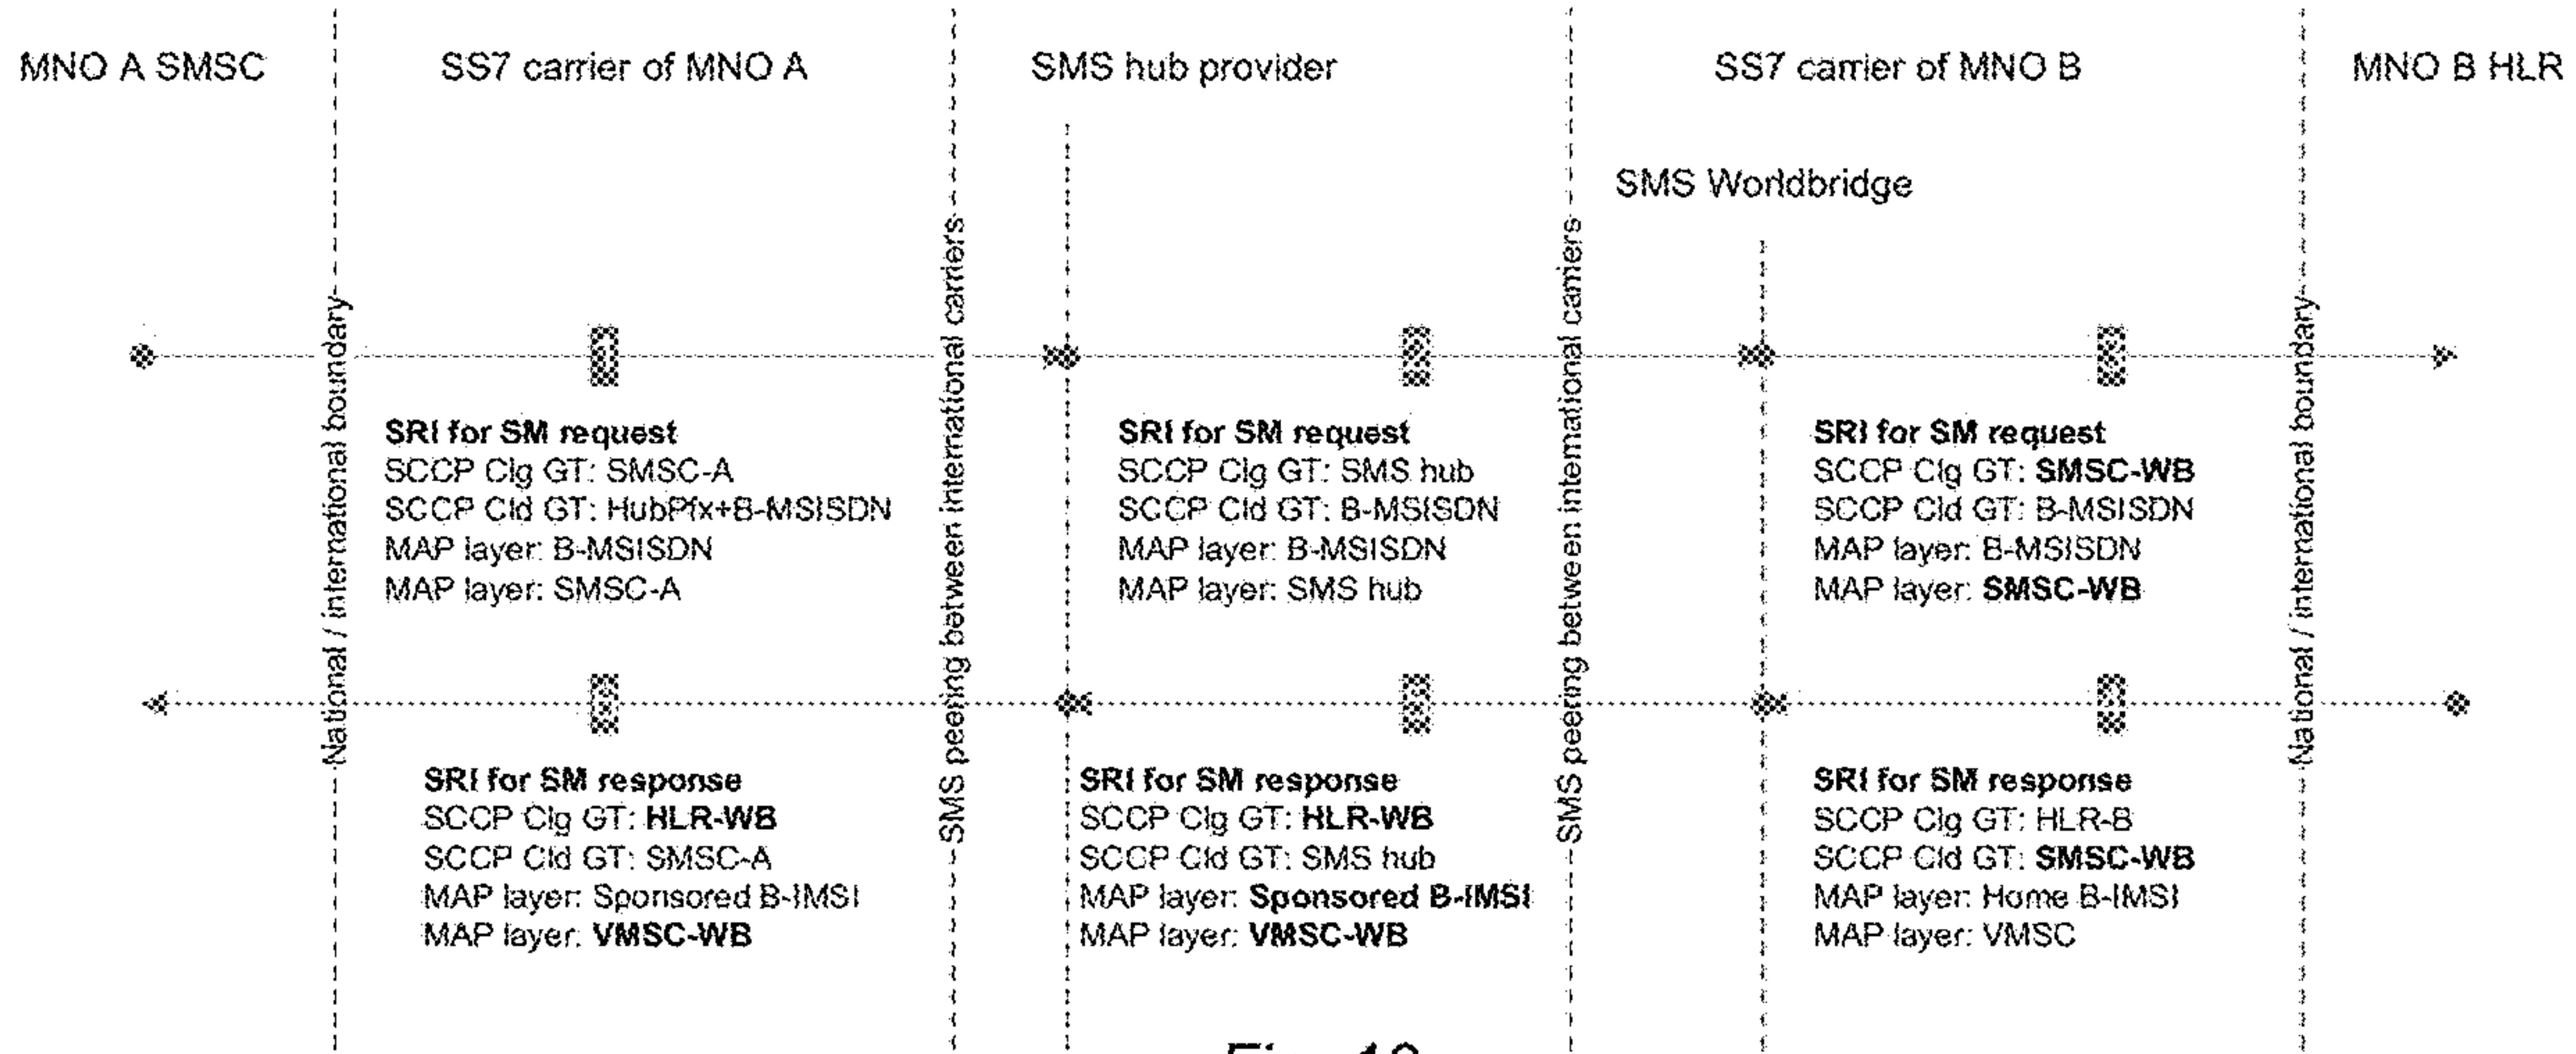 MNO A SMSC
SS7 carrier of MNO A
SMS hub provider
SS7 carrier of MNO B
MNO B HLR
SMS Worldbridge
National / international boundary
SMS peering between international carriers
SMS peering between international carriers
National / international boundary
SRI for SM request
SCCP Clg GT: SMSC-A
SCCP Cld GT: HubPfx+B-MSISDN
MAP layer: B-MSISDN
MAP layer: SMSC-A
SRI for SM request
SCCP Clg GT: SMS hub
SCCP Cld GT: B-MSISDN
MAP layer: B-MSISDN
MAP layer: SMS hub
SRI for SM request
SCCP Clg GT: SMSC-WB
SCCP Cld GT: B-MSISDN
MAP layer: B-MSISDN
MAP layer: SMSC-WB
SRI for SM response
SCCP Clg GT: HLR-WB
SCCP Cld GT: SMSC-A
MAP layer: Sponsored B-IMSI
MAP layer: VMSC-WB
SRI for SM response
SCCP Clg GT: HLR-WB
SCCP Cld GT: SMS hub
MAP layer: Sponsored B-IMSI
MAP layer: VMSC-WB
SRI for SM response
SCCP Clg GT: HLR-B
SCCP Cld GT: SMSC-WB
MAP layer: Home B-IMSI
MAP layer: VMSC